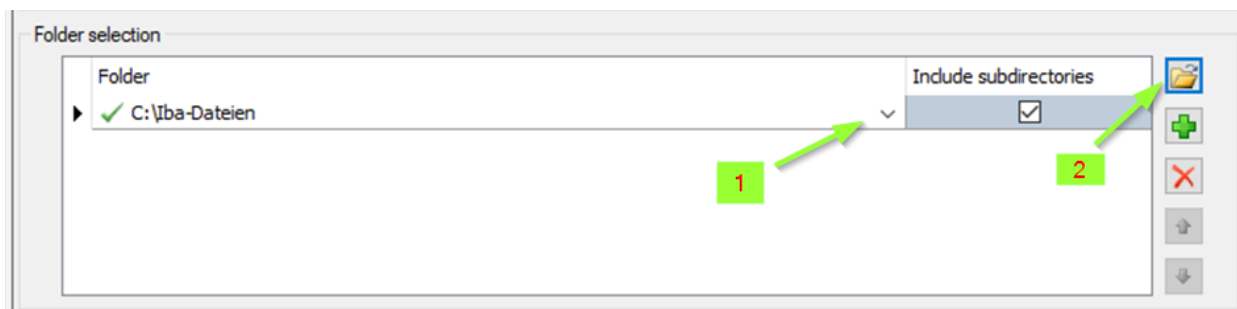 Folder selection
Folder Include subdirectories
C:\Iba-Dateien
1
2